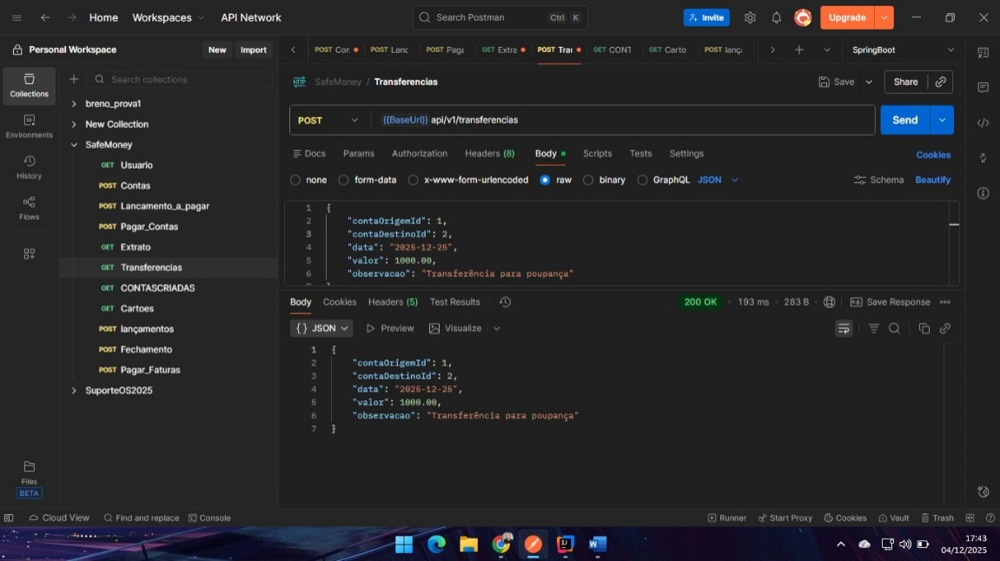 Home Workspaces API Network Search Postman Ctrl K Invite Upgrade
Personal Workspace New Import POST Con POST Lanc POST Paga GET Extra POST Trai GET CON1 GET Carto POST lanç SpringBoot
Collections
Environments
History
Flows
Files
BETA
Search collections
breno_prova1
New Collection
SafeMoney
GET Usuario
POST Contas
POST Lancamento_a_pagar
POST Pagar_Contas
GET Extrato
GET Transferencias
GET CONTASCRIADAS
GET Cartoes
POST lançamentos
POST Fechamento
POST Pagar_Faturas
SuporteOS2025
HTTP SafeMoney / Transferencias Save Share
POST {{BaseUrl}} api/v1/transferencias Send
Docs Params Authorization Headers (8) Body Scripts Tests Settings Cookies
none form-data x-www-form-urlencoded raw binary GraphQL JSON Schema Beautify
1 {
2 "contaOrigemId": 1,
3 "contaDestinoId": 2,
4 "data": "2025-12-25",
5 "valor": 1000.00,
6 "observacao": "Transferência para poupança"
Body Cookies Headers (5) Test Results 200 OK • 193 ms • 283 B Save Response
{} JSON Preview Visualize
1 {
2 "contaOrigemId": 1,
3 "contaDestinoId": 2,
4 "data": "2025-12-25",
5 "valor": 1000.00,
6 "observacao": "Transferência para poupança"
7 }
Cloud View Find and replace Console Runner Start Proxy Cookies Vault Trash
17:43
04/12/2025